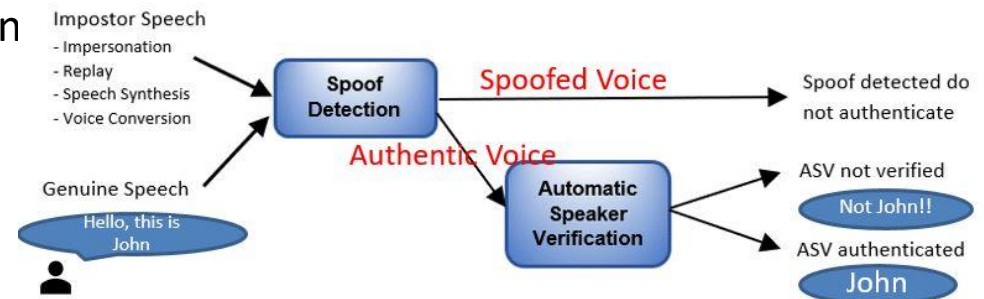 n
Impostor Speech
- Impersonation
- Replay
- Speech Synthesis
- Voice Conversion
Genuine Speech
Hello, this is
John
Spoof
Detection
Spoofed Voice
Authentic Voice
Automatic
Speaker
Verification
Spoof detected do
not authenticate
ASV not verified
Not John!!
ASV authenticated
John